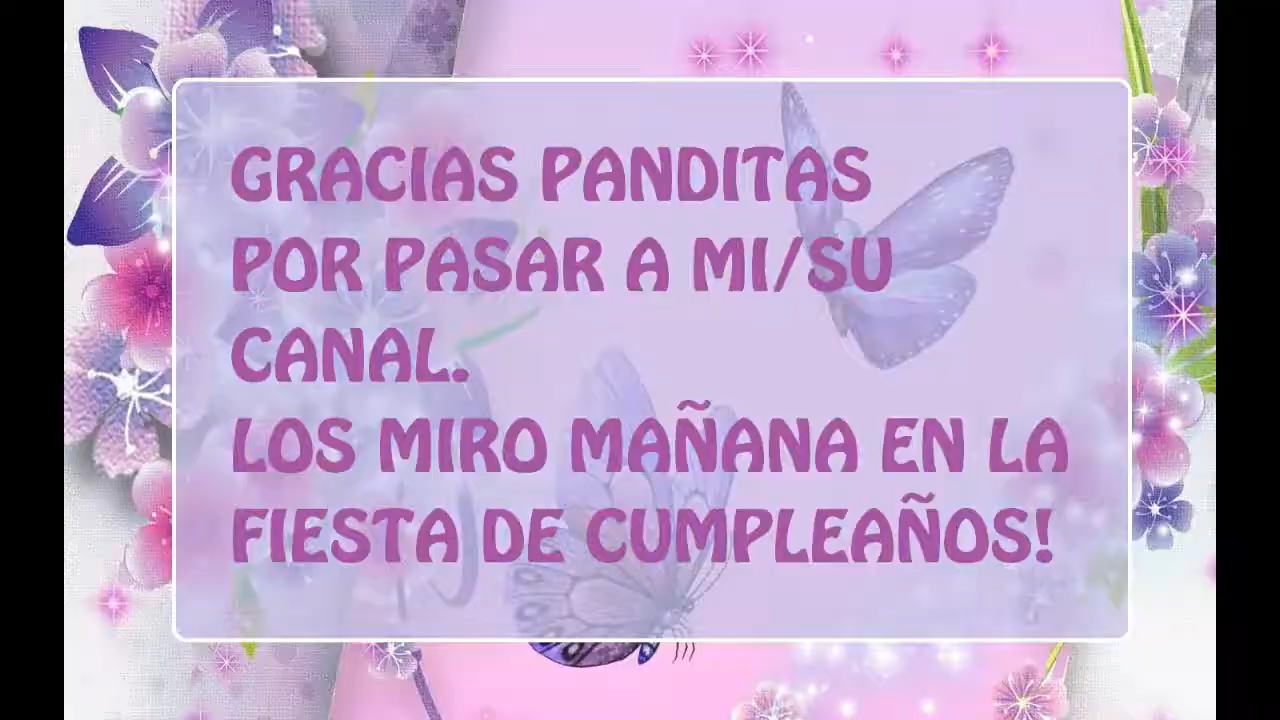 GRACIAS PANDITAS
POR PASAR A MI/SU
CANAL.
LOS MIRO MAÑANA EN LA
FIESTA DE CUMPLEAÑOS!